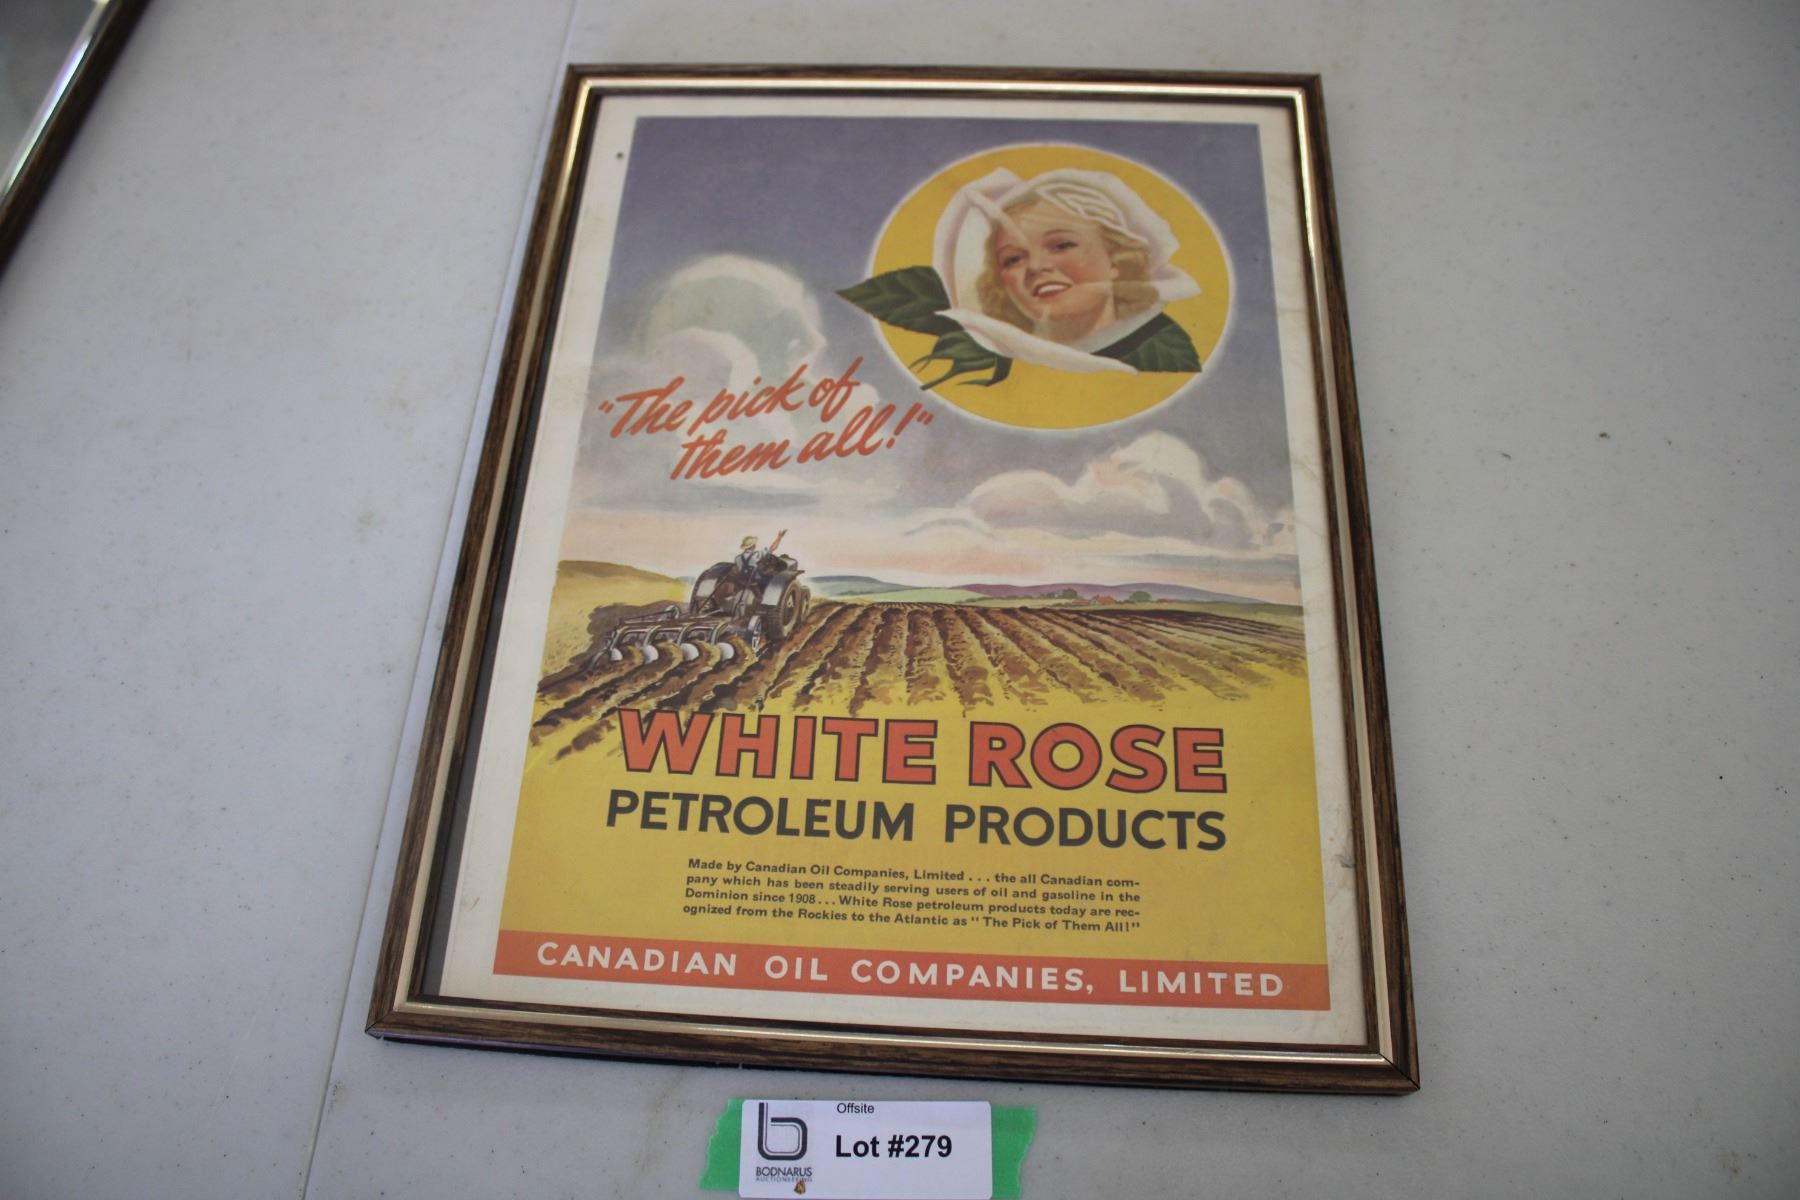 "The pick of
them all!"
WHITE ROSE
PETROLEUM PRODUCTS
Made by Canadian Oil Companies, Limited . . . the all Canadian com-
pany which has been steadily serving users of oil and gasoline in the
Dominion since 1908 . . . White Rose petroleum products today are rec-
ognized from the Rockies to the Atlantic as "The Pick of Them All!"
CANADIAN OIL COMPANIES, LIMITED
Offsite
Lot #279
BODNARUS
AUCTIONEERING